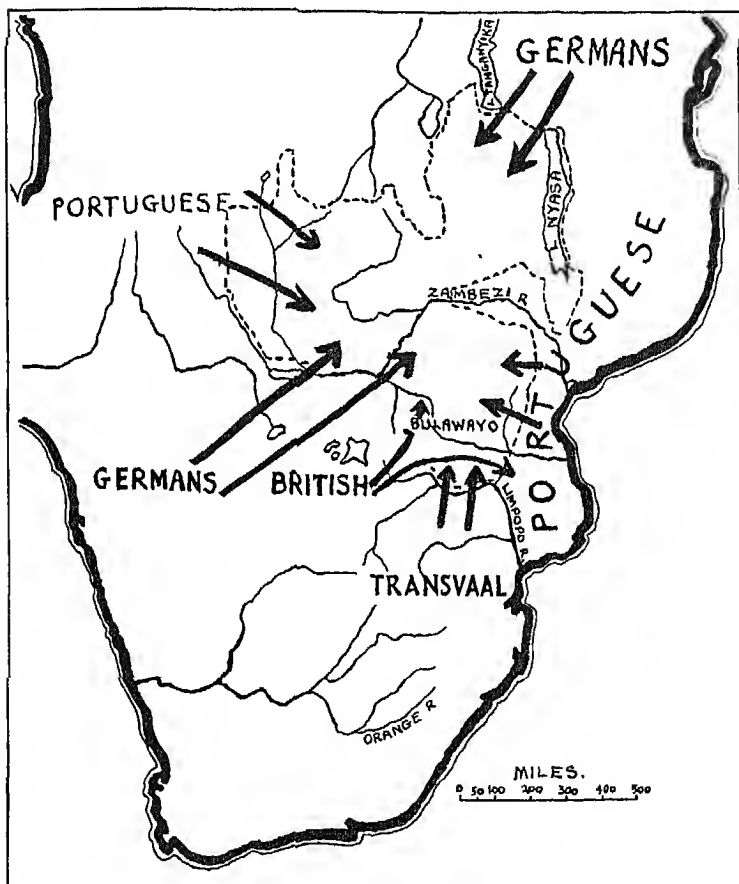 GERMANS
L. TANGANYIKA
PORTUGUESE
L. NYASA
PORTUGUESE
ZAMBEZI R
BULAWAYO
GERMANS
BRITISH
LIMPOPO R.
TRANSVAAL
ORANGE R
MILES.
0 50 100 200 300 400 500